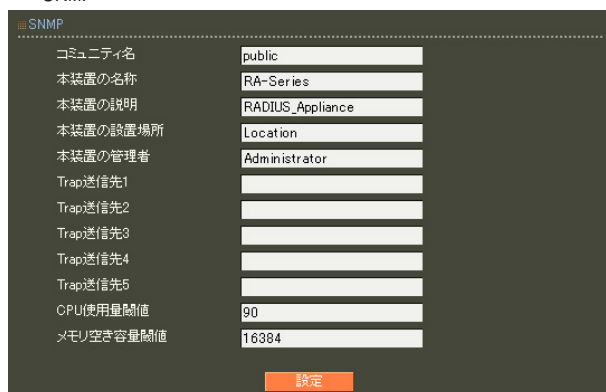 SNMP
コミュニティ名 public
本装置の名称 RA-Series
本装置の説明 RADIUS_Appliance
本装置の設置場所 Location
本装置の管理者 Administrator
Trap送信先1
Trap送信先2
Trap送信先3
Trap送信先4
Trap送信先5
CPU使用量閾値 90
メモリ空き容量閾値 16384
設定